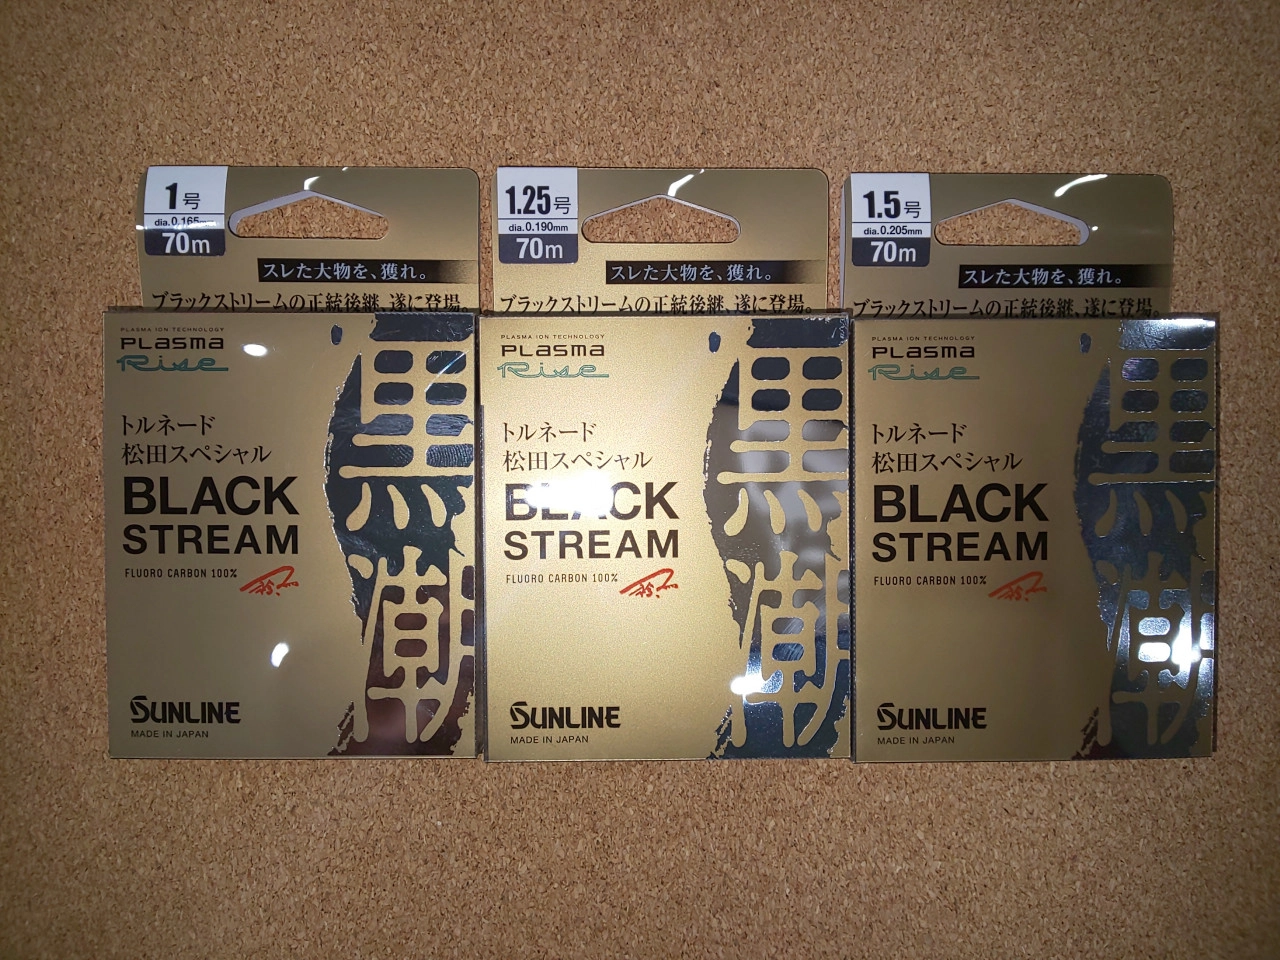 1号
dia.0.165mm
70m
スレた大物を、獲れ。
ブラックストリームの正統後継、遂に登場。
PLASMA ION TECHNOLOGY
PLASMA
Rise
トルネード
松田スペシャル
BLACK
STREAM
FLUORO CARBON 100%
黒潮
SUNLINE
MADE IN JAPAN
1.25号
dia.0.190mm
70m
スレた大物を、獲れ。
ブラックストリームの正統後継、遂に登場。
PLASMA ION TECHNOLOGY
PLASMA
Rise
トルネード
松田スペシャル
BLACK
STREAM
FLUORO CARBON 100%
黒潮
SUNLINE
MADE IN JAPAN
1.5号
dia.0.205mm
70m
スレた大物を、獲れ。
ブラックストリームの正統後継、遂に登場。
PLASMA ION TECHNOLOGY
PLASMA
Rise
トルネード
松田スペシャル
BLACK
STREAM
FLUORO CARBON 100%
黒潮
SUNLINE
MADE IN JAPAN